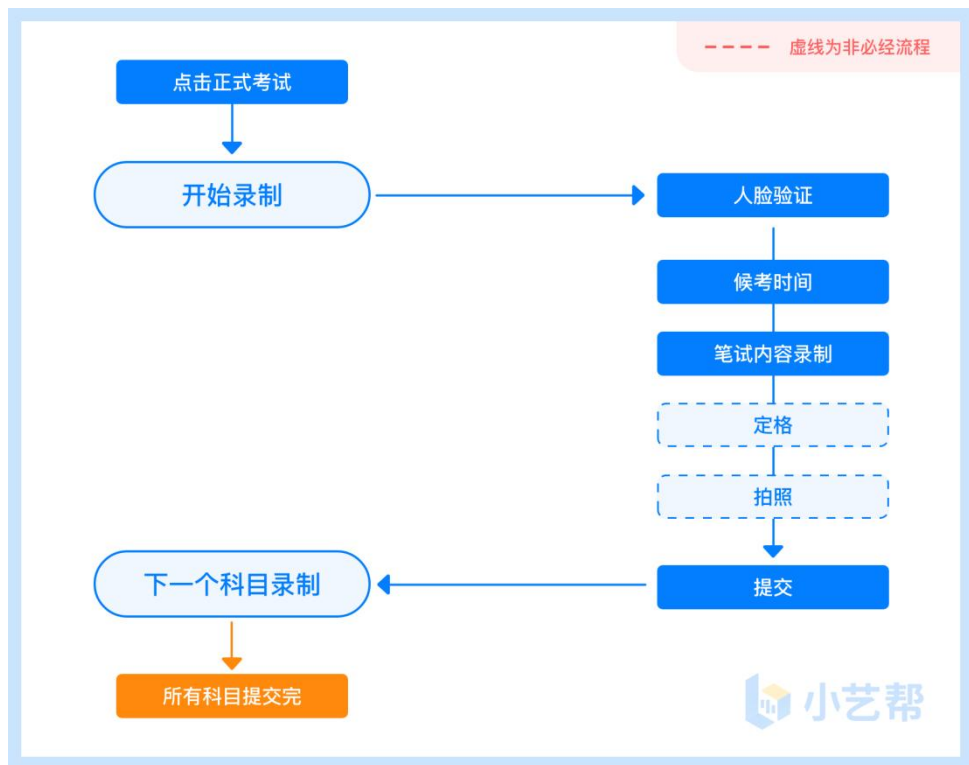 虚线为非必经流程
点击正式考试
开始录制
人脸验证
候考时间
笔试内容录制
定格
拍照
提交
下一个科目录制
所有科目提交完
小艺帮